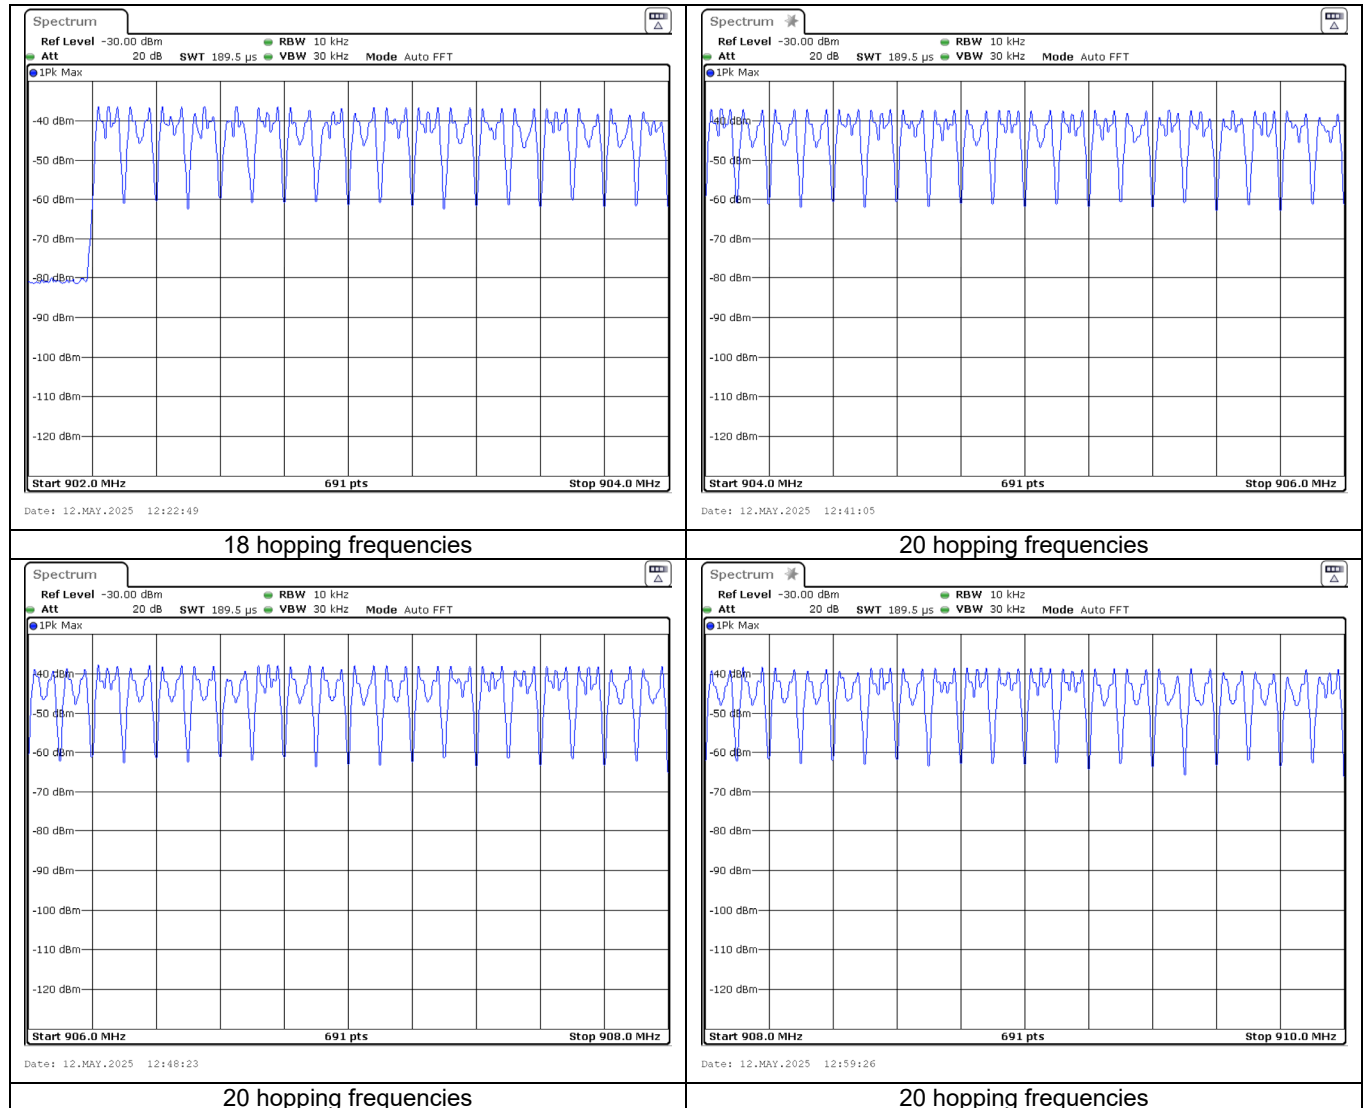 Spectrum
Ref Level -30.00 dBm RBW 10 kHz
Att 20 dB SWT 189.5 µs VBW 30 kHz Mode Auto FFT
1Pk Max
-40 dBm
-50 dBm
-60 dBm
-70 dBm
-80 dBm
-90 dBm
-100 dBm
-110 dBm
-120 dBm
Start 902.0 MHz 691 pts Stop 904.0 MHz
Date: 12.MAY.2025 12:22:49
18 hopping frequencies
Spectrum
Ref Level -30.00 dBm RBW 10 kHz
Att 20 dB SWT 189.5 µs VBW 30 kHz Mode Auto FFT
1Pk Max
-40 dBm
-50 dBm
-60 dBm
-70 dBm
-80 dBm
-90 dBm
-100 dBm
-110 dBm
-120 dBm
Start 904.0 MHz 691 pts Stop 906.0 MHz
Date: 12.MAY.2025 12:41:05
20 hopping frequencies
Spectrum
Ref Level -30.00 dBm RBW 10 kHz
Att 20 dB SWT 189.5 µs VBW 30 kHz Mode Auto FFT
1Pk Max
-40 dBm
-50 dBm
-60 dBm
-70 dBm
-80 dBm
-90 dBm
-100 dBm
-110 dBm
-120 dBm
Start 906.0 MHz 691 pts Stop 908.0 MHz
Date: 12.MAY.2025 12:48:23
20 hopping frequencies
Spectrum
Ref Level -30.00 dBm RBW 10 kHz
Att 20 dB SWT 189.5 µs VBW 30 kHz Mode Auto FFT
1Pk Max
-40 dBm
-50 dBm
-60 dBm
-70 dBm
-80 dBm
-90 dBm
-100 dBm
-110 dBm
-120 dBm
Start 908.0 MHz 691 pts Stop 910.0 MHz
Date: 12.MAY.2025 12:59:26
20 hopping frequencies